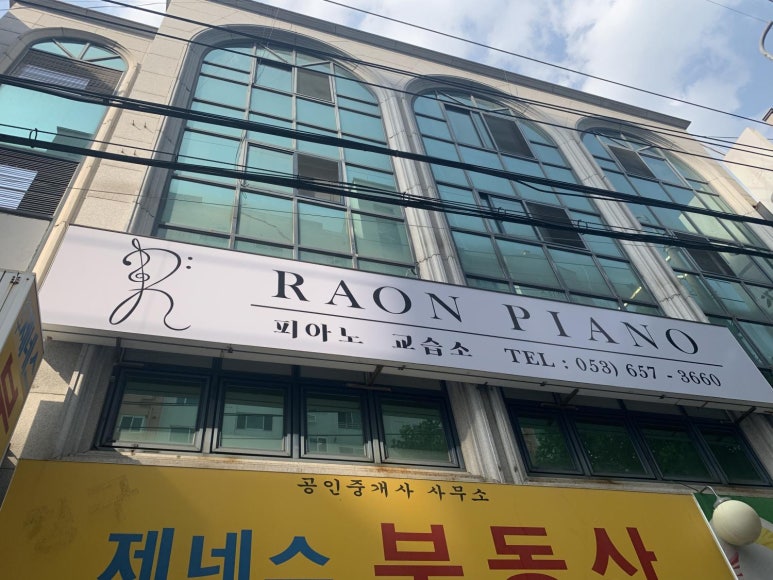 RAON PIANO
피아노 교습소 TEL : 053) 657 - 3660
공인중개사 사무소
제네스 부동산